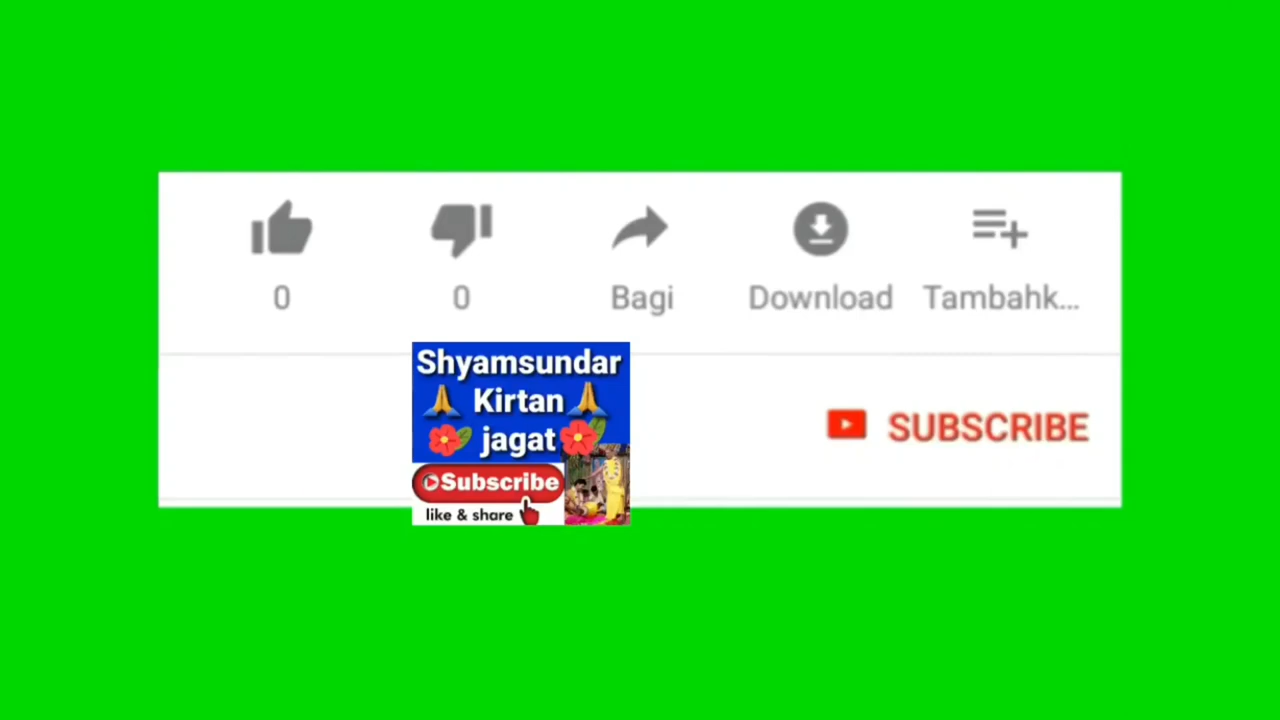 0
0
Bagi
Download
Tambahk...
Shyamsundar
🙏 Kirtan 🙏
🌺 jagat 🌺
SUBSCRIBE
Subscribe
like & share